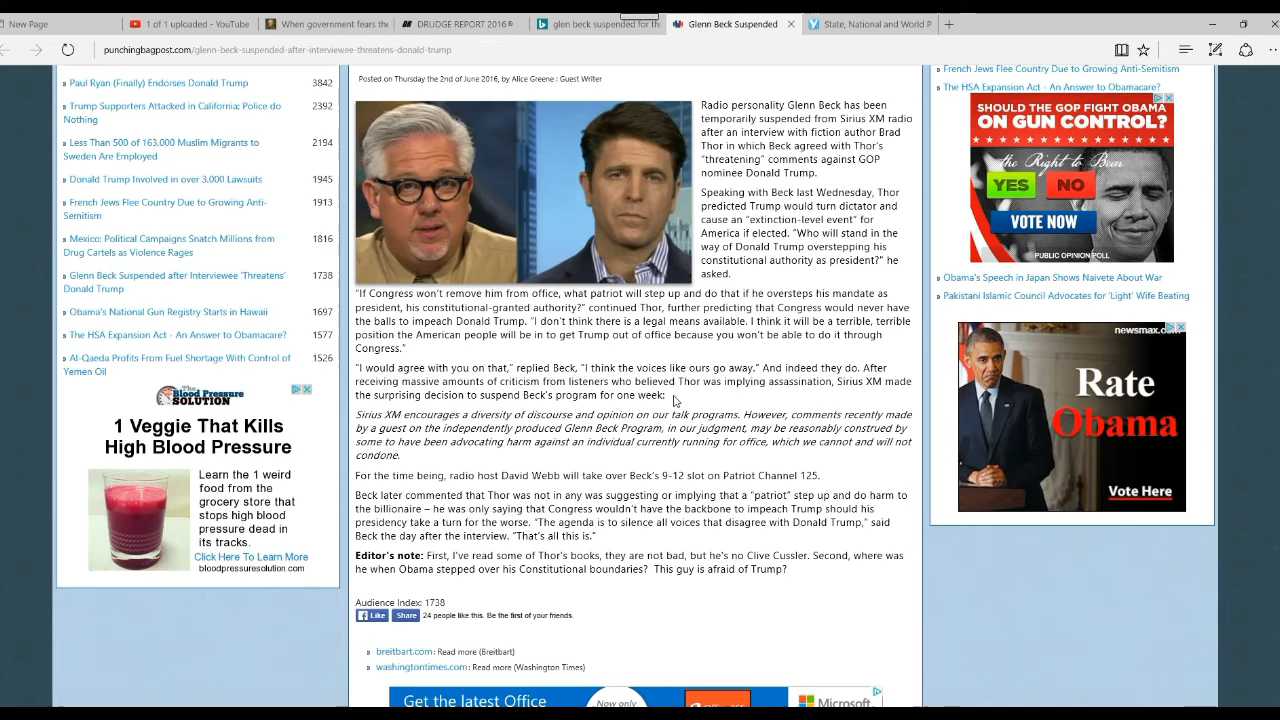 New Page
1 of 1 uploaded - YouTube
When government fears the
DRUDGE REPORT 2016®
glen beck suspended for th
Glenn Beck Suspended
State, National and World P
punchingbagpost.com/glenn-beck-suspended-after-interviewee-threatens-donald-trump
» Paul Ryan (Finally) Endorses Donald Trump 3842
» Trump Supporters Attacked in California; Police do 2392
Nothing
» Less Than 500 of 163,000 Muslim Migrants to 2194
Sweden Are Employed
» Donald Trump Involved in over 3,000 Lawsuits 1945
» French Jews Flee Country Due to Growing Anti- 1913
Semitism
» Mexico: Political Campaigns Snatch Millions from 1816
Drug Cartels as Violence Rages
» Glenn Beck Suspended after Interviewee 'Threatens' 1738
Donald Trump
» Obama's National Gun Registry Starts in Hawaii 1697
» The HSA Expansion Act - An Answer to Obamacare? 1577
» Al-Qaeda Profits From Fuel Shortage With Control of 1526
Yemen Oil
The Blood Pressure
SOLUTION
1 Veggie That Kills
High Blood Pressure
Learn the 1 weird
food from the
grocery store that
stops high blood
pressure dead in
its tracks.
Click Here To Learn More
bloodpressuresolution.com
Posted on Thursday the 2nd of June 2016, by Alice Greene : Guest Writer
Radio personality Glenn Beck has been
temporarily suspended from Sirius XM radio
after an interview with fiction author Brad
Thor in which Beck agreed with Thor's
"threatening" comments against GOP
nominee Donald Trump.
Speaking with Beck last Wednesday, Thor
predicted Trump would turn dictator and
cause an "extinction-level event" for
America if elected. "Who will stand in the
way of Donald Trump overstepping his
constitutional authority as president?" he
asked.
"If Congress won't remove him from office, what patriot will step up and do that if he oversteps his mandate as
president, his constitutional-granted authority?" continued Thor, further predicting that Congress would never have
the balls to impeach Donald Trump. "I don't think there is a legal means available. I think it will be a terrible, terrible
position the American people will be in to get Trump out of office because you won't be able to do it through
Congress."
"I would agree with you on that," replied Beck, "I think the voices like ours go away." And indeed they do. After
receiving massive amounts of criticism from listeners who believed Thor was implying assassination, Sirius XM made
the surprising decision to suspend Beck's program for one week:
Sirius XM encourages a diversity of discourse and opinion on our talk programs. However, comments recently made
by a guest on the independently produced Glenn Beck Program, in our judgment, may be reasonably construed by
some to have been advocating harm against an individual currently running for office, which we cannot and will not
condone.
For the time being, radio host David Webb will take over Beck's 9-12 slot on Patriot Channel 125.
Beck later commented that Thor was not in any was suggesting or implying that a "patriot" step up and do harm to
the billionaire – he was only saying that Congress wouldn't have the backbone to impeach Trump should his
presidency take a turn for the worse. "The agenda is to silence all voices that disagree with Donald Trump," said
Beck the day after the interview. "That's all this is."
Editor's note: First, I've read some of Thor's books, they are not bad, but he's no Clive Cussler. Second, where was
he when Obama stepped over his Constitutional boundaries? This guy is afraid of Trump?
Audience Index: 1738
Like Share 24 people like this. Be the first of your friends.
» breitbart.com: Read more (Breitbart)
» washingtontimes.com: Read more (Washington Times)
Get the latest Office
Now only
Office 365
Microsoft
» French Jews Flee Country Due to Growing Anti-Semitism
» The HSA Expansion Act - An Answer to Obamacare?
SHOULD THE GOP FIGHT OBAMA
ON GUN CONTROL?
the Right to Bear
YES NO
VOTE NOW
PUBLIC OPINION POLL
» Obama's Speech in Japan Shows Naivete About War
» Pakistani Islamic Council Advocates for 'Light' Wife Beating
newsmax.co
Rate
Obama
Vote Here